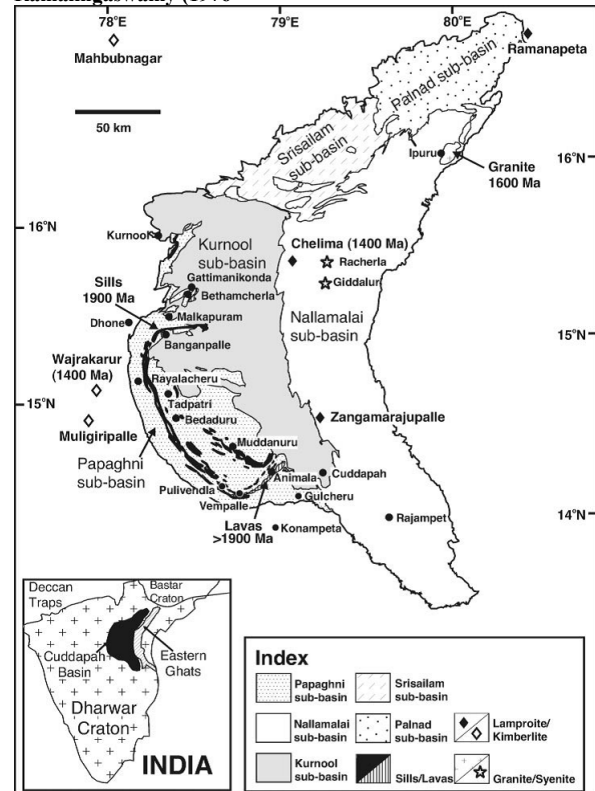 Ramalingaswamy (1976
78°E
79°E
80°E
Mahbubnagar
50 km
Ramanapeta
Palnad sub-basin
Srisailam
sub-basin
Ipuru
Granite
1600 Ma
16°N
16°N
Kurnool
Kurnool
sub-basin
Chelima (1400 Ma)
Racherla
Giddalur
Gattimanikonda
Bethamcherla
Sills
1900 Ma
Malkapuram
Nallamalai
sub-basin
Dhone
Banganpalle
15°N
Wajrakarur
(1400 Ma)
Rayalacheru
Tadpatri
Bedaduru
15°N
Zangamarajupalle
Muligiripalle
Muddanuru
Papaghni
sub-basin
Animala
Cuddapah
Pulivendla
Gulcheru
Vempalle
Rajampet
14°N
Lavas
>1900 Ma
Konampeta
Deccan
Traps
Bastar
Craton
Cuddapah
Basin
Eastern
Ghats
Dharwar
Craton
INDIA
Index
Papaghni
sub-basin
Srisailam
sub-basin
Nallamalai
sub-basin
Palnad
sub-basin
Lamproite/
Kimberlite
Kurnool
sub-basin
Sills/Lavas
Granite/Syenite